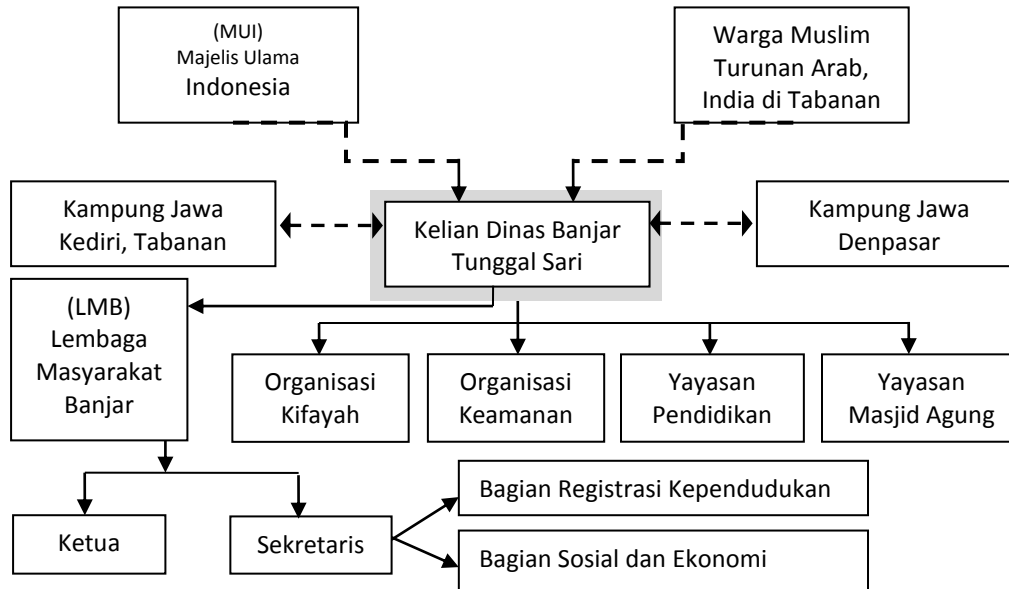 (MUI)
Majelis Ulama
Indonesia
Warga Muslim
Turunan Arab,
India di Tabanan
Kampung Jawa
Kediri, Tabanan
Kelian Dinas Banjar
Tunggal Sari
Kampung Jawa
Denpasar
(LMB)
Lembaga
Masyarakat
Banjar
Organisasi
Kifayah
Organisasi
Keamanan
Yayasan
Pendidikan
Yayasan
Masjid Agung
Ketua
Sekretaris
Bagian Registrasi Kependudukan
Bagian Sosial dan Ekonomi